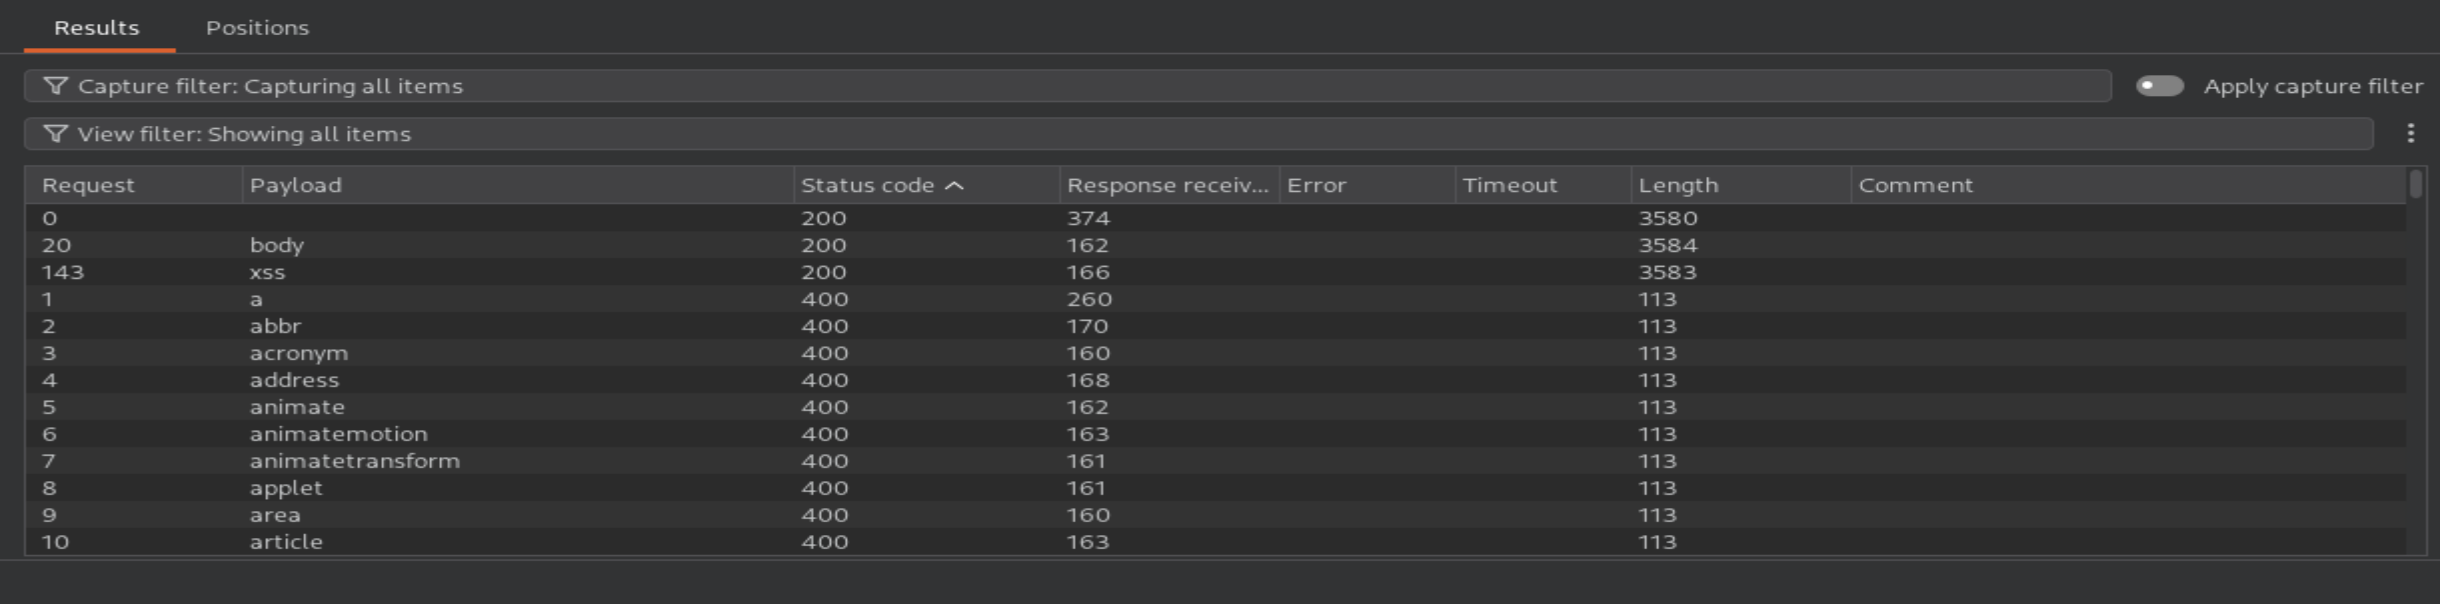 Results Positions
Capture filter: Capturing all items Apply capture filter
View filter: Showing all items
Request Payload Status code Response receiv... Error Timeout Length Comment
0 200 374 3580
20 body 200 162 3584
143 xss 200 166 3583
1 a 400 260 113
2 abbr 400 170 113
3 acronym 400 160 113
4 address 400 168 113
5 animate 400 162 113
6 animatemotion 400 163 113
7 animatetransform 400 161 113
8 applet 400 161 113
9 area 400 160 113
10 article 400 163 113